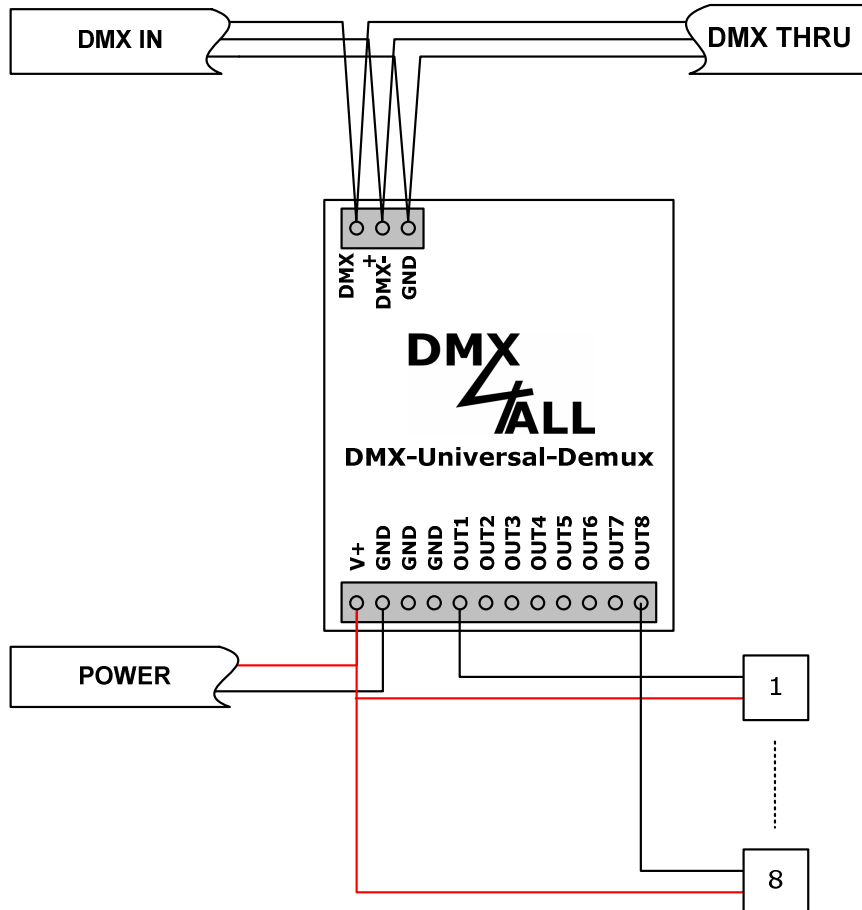 DMX IN
DMX THRU
DMX
+
DMX-
GND
DMX
4
ALL
DMX-Universal-Demux
V+
GND
GND
GND
OUT1
OUT2
OUT3
OUT4
OUT5
OUT6
OUT7
OUT8
POWER
1
8